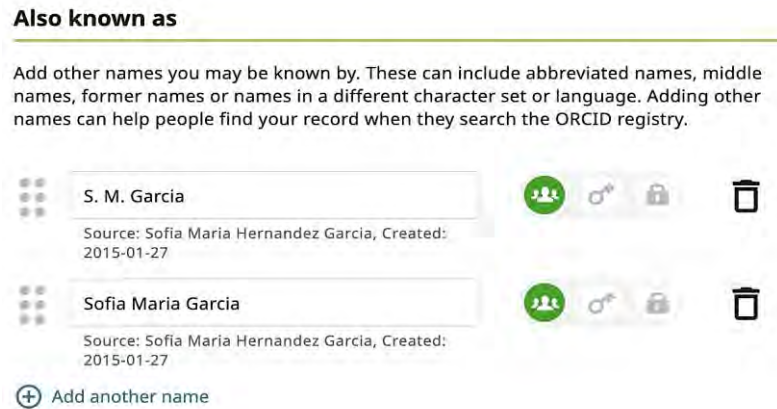 Also known as
Add other names you may be known by. These can include abbreviated names, middle
names, former names or names in a different character set or language. Adding other
names can help people find your record when they search the ORCID registry.
S. M. Garcia
Source: Sofia Maria Hernandez Garcia, Created:
2015-01-27
Sofia Maria Garcia
Source: Sofia Maria Hernandez Garcia, Created:
2015-01-27
Add another name